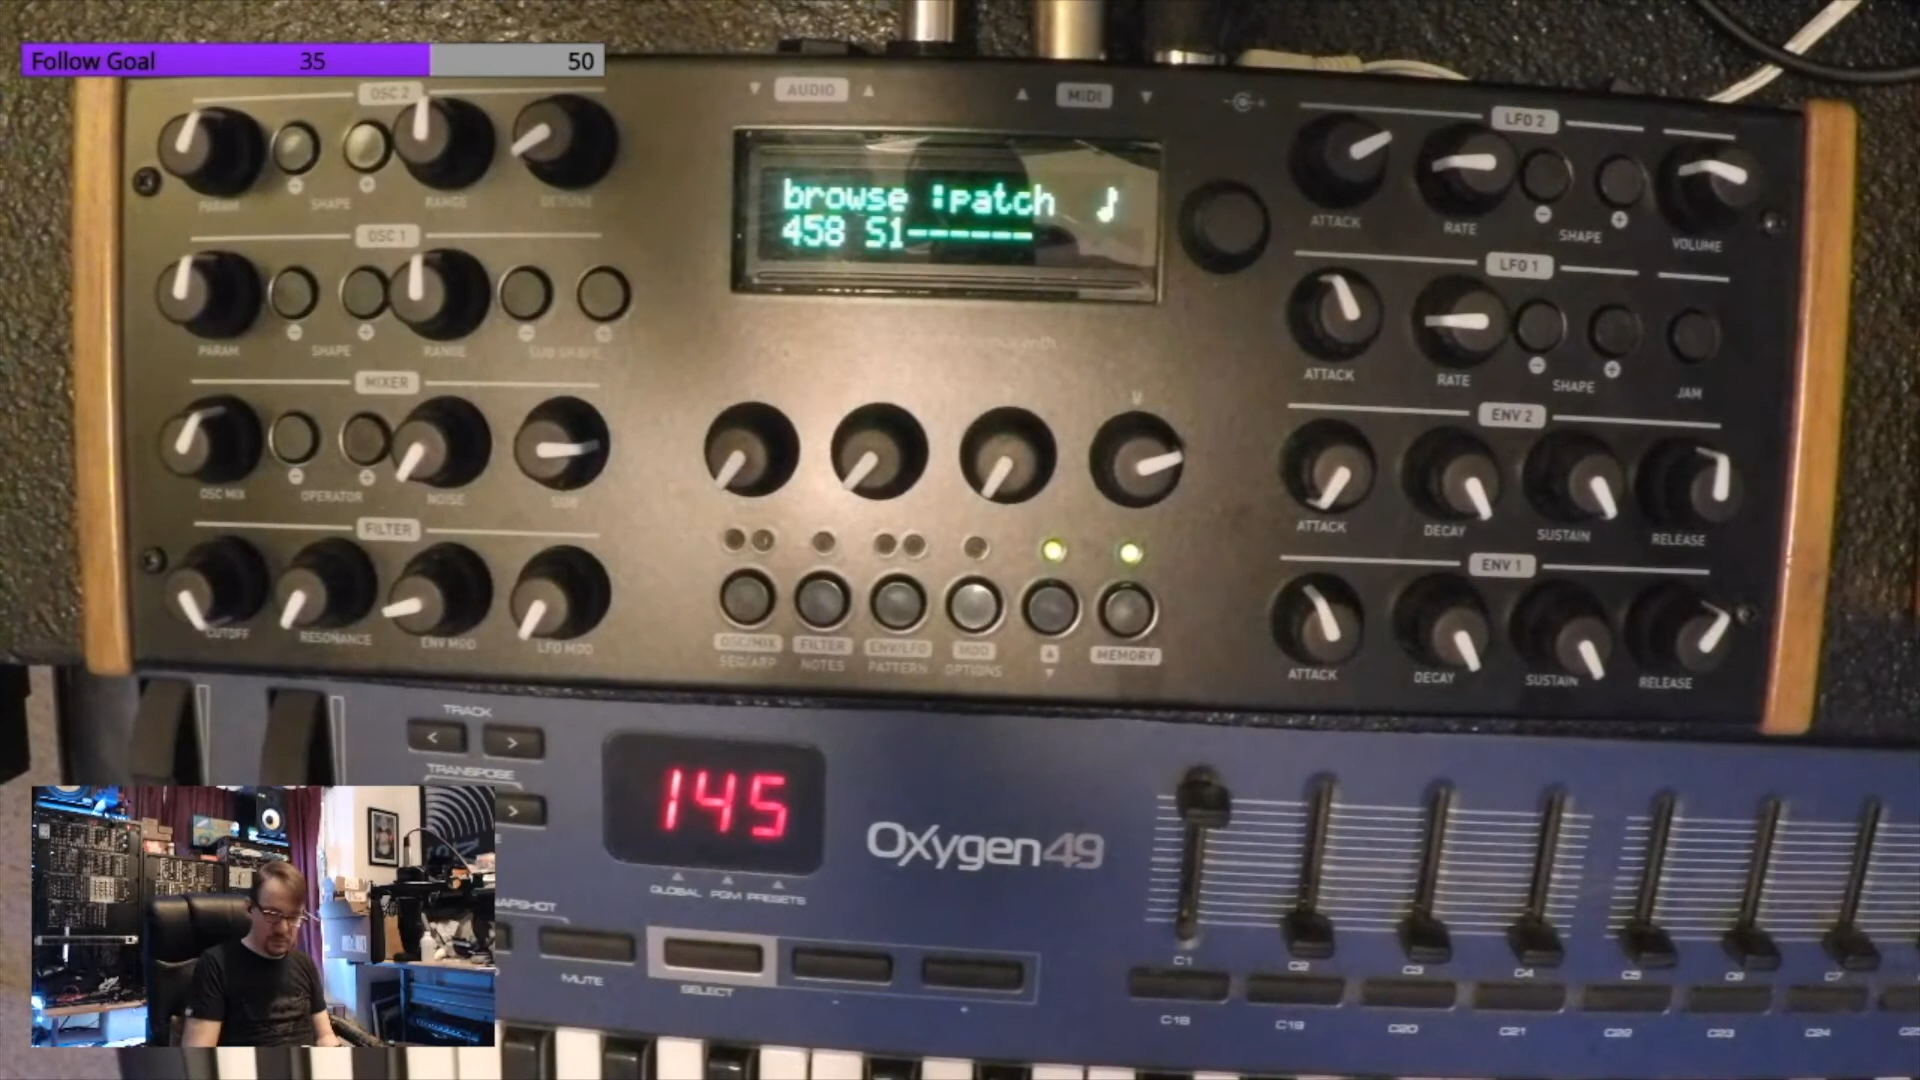 Follow Goal 35 50
AUDIO
MIDI
OSC 2
PARAM
SHAPE
RANGE
DETUNE
OSC 1
PARAM
SHAPE
RANGE
SUB SHAPE
MIXER
OSC MIX
OPERATOR
NOISE
SUB
FILTER
CUTOFF
RESONANCE
ENV MOD
LFO MOD
browse :patch ♪
458 S1------
OSC/MIX
FILTER
ENV/LFO
MOD
MEMORY
SEQ/ARP
NOTES
PATTERN
OPTIONS
LFO 2
ATTACK
RATE
SHAPE
VOLUME
LFO 1
ATTACK
RATE
SHAPE
JAM
ENV 2
ATTACK
DECAY
SUSTAIN
RELEASE
ENV 1
ATTACK
DECAY
SUSTAIN
RELEASE
TRACK
< >
TRANSPOSE
>
145
GLOBAL PGM PRESETS
Oxygen49
MUTE
SELECT
- +
C1 C2 C3 C4 C5 C6 C7
C18 C19 C20 C21 C22 C23 C24